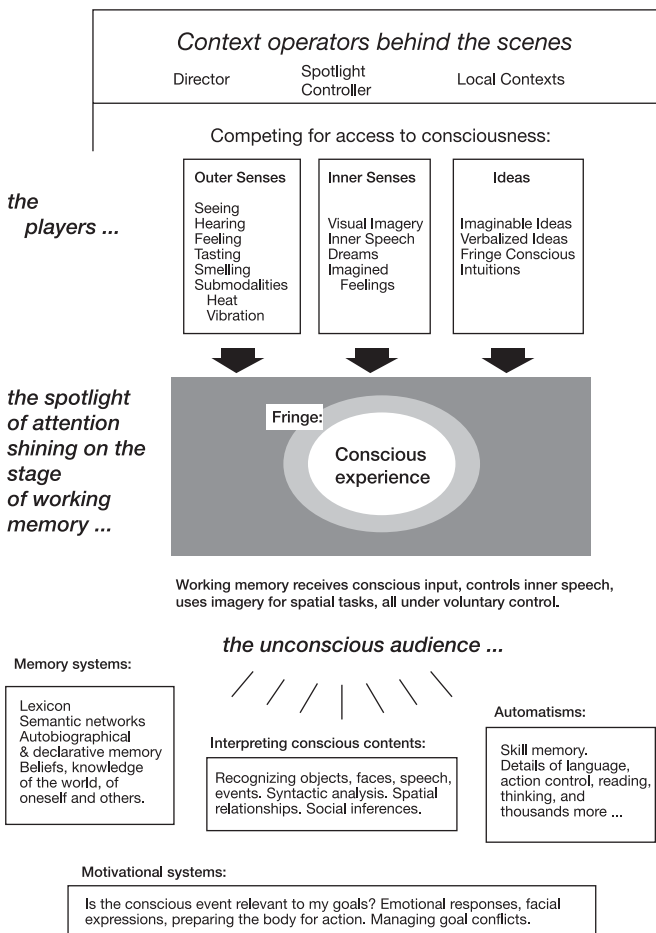 Context operators behind the scenes
Director
Spotlight
Controller
Local Contexts
Competing for access to consciousness:
the
players ...
Outer Senses
Seeing
Hearing
Feeling
Tasting
Smelling
Submodalities
Heat
Vibration
Inner Senses
Visual Imagery
Inner Speech
Dreams
Imagined
Feelings
Ideas
Imaginable Ideas
Verbalized Ideas
Fringe Conscious
Intuitions
the spotlight
of attention
shining on the
stage
of working
memory ...
Fringe:
Conscious
experience
Working memory receives conscious input, controls inner speech,
uses imagery for spatial tasks, all under voluntary control.
the unconscious audience ...
Memory systems:
Lexicon
Semantic networks
Autobiographical
& declarative memory
Beliefs, knowledge
of the world, of
oneself and others.
Interpreting conscious contents:
Recognizing objects, faces, speech,
events. Syntactic analysis. Spatial
relationships. Social inferences.
Automatisms:
Skill memory.
Details of language,
action control, reading,
thinking, and
thousands more ...
Motivational systems:
Is the conscious event relevant to my goals? Emotional responses, facial
expressions, preparing the body for action. Managing goal conflicts.